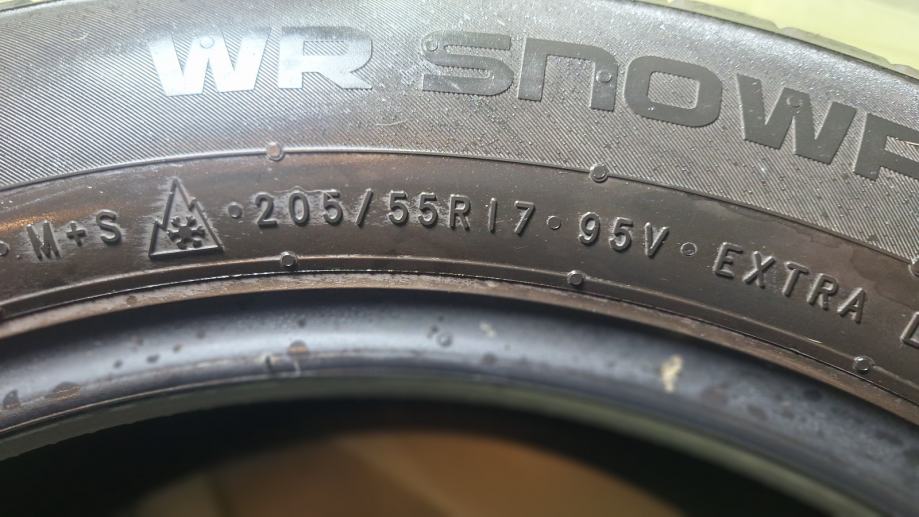 WR SNOWP
M+S · 205/55R17 · 95V · EXTRA